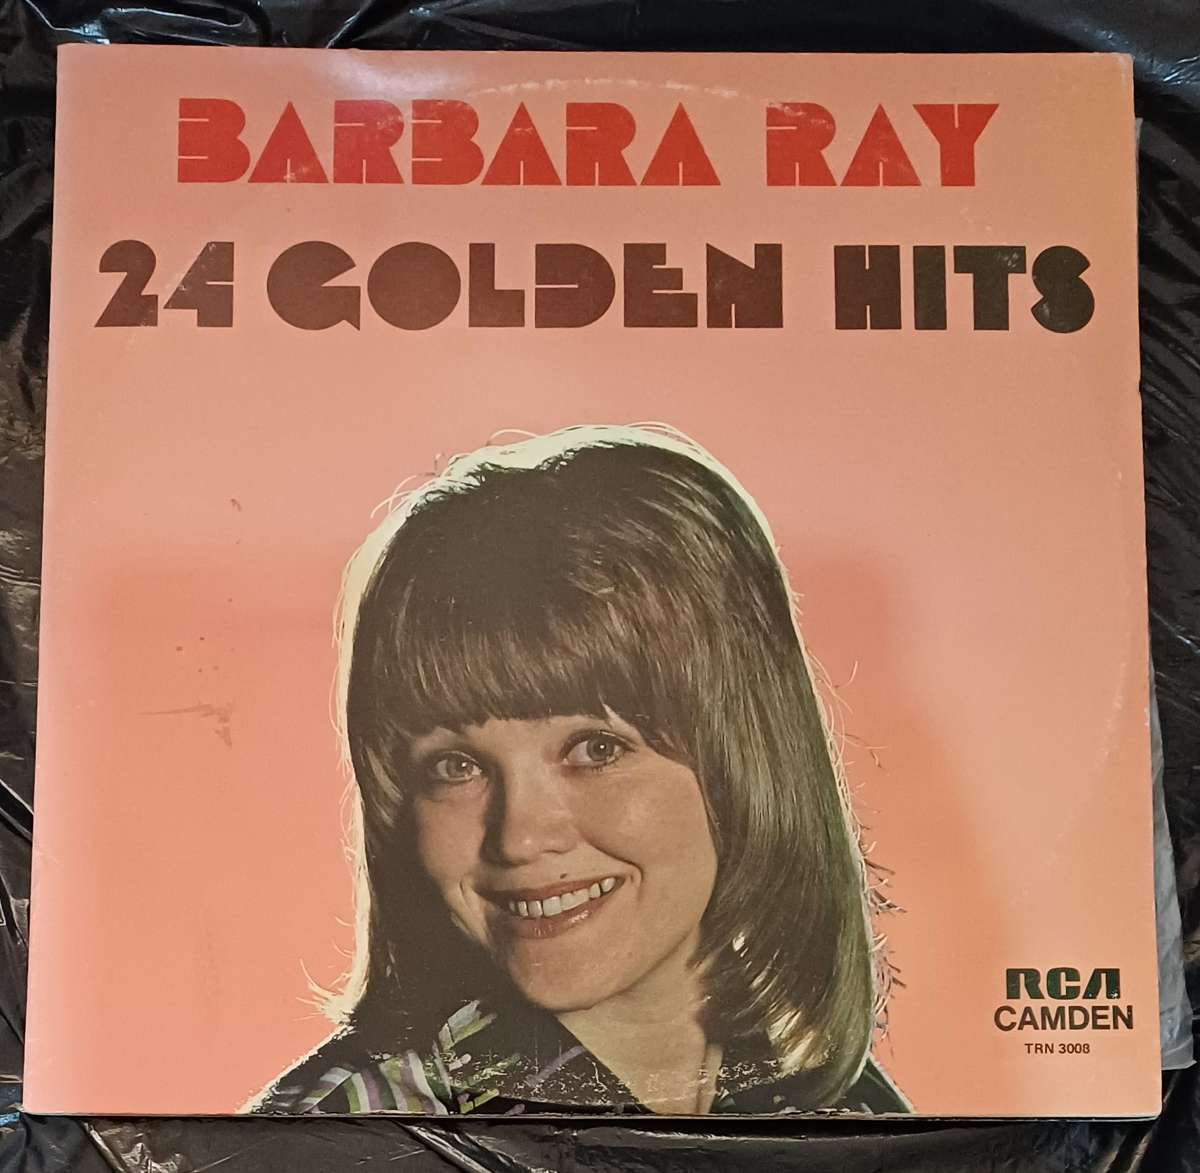 BARBARA RAY
24 GOLDEN HITS
RCA
CAMDEN
TRN 3008